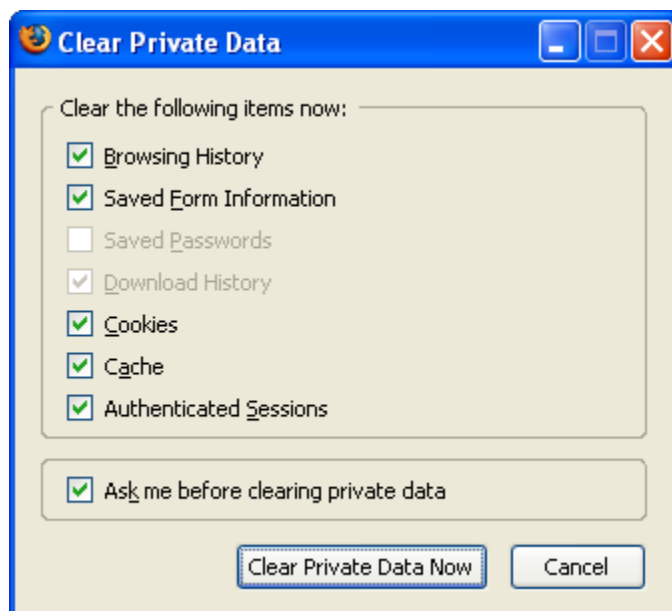 Clear Private Data
Clear the following items now:
Browsing History
Saved Form Information
Saved Passwords
Download History
Cookies
Cache
Authenticated Sessions
Ask me before clearing private data
Clear Private Data Now Cancel